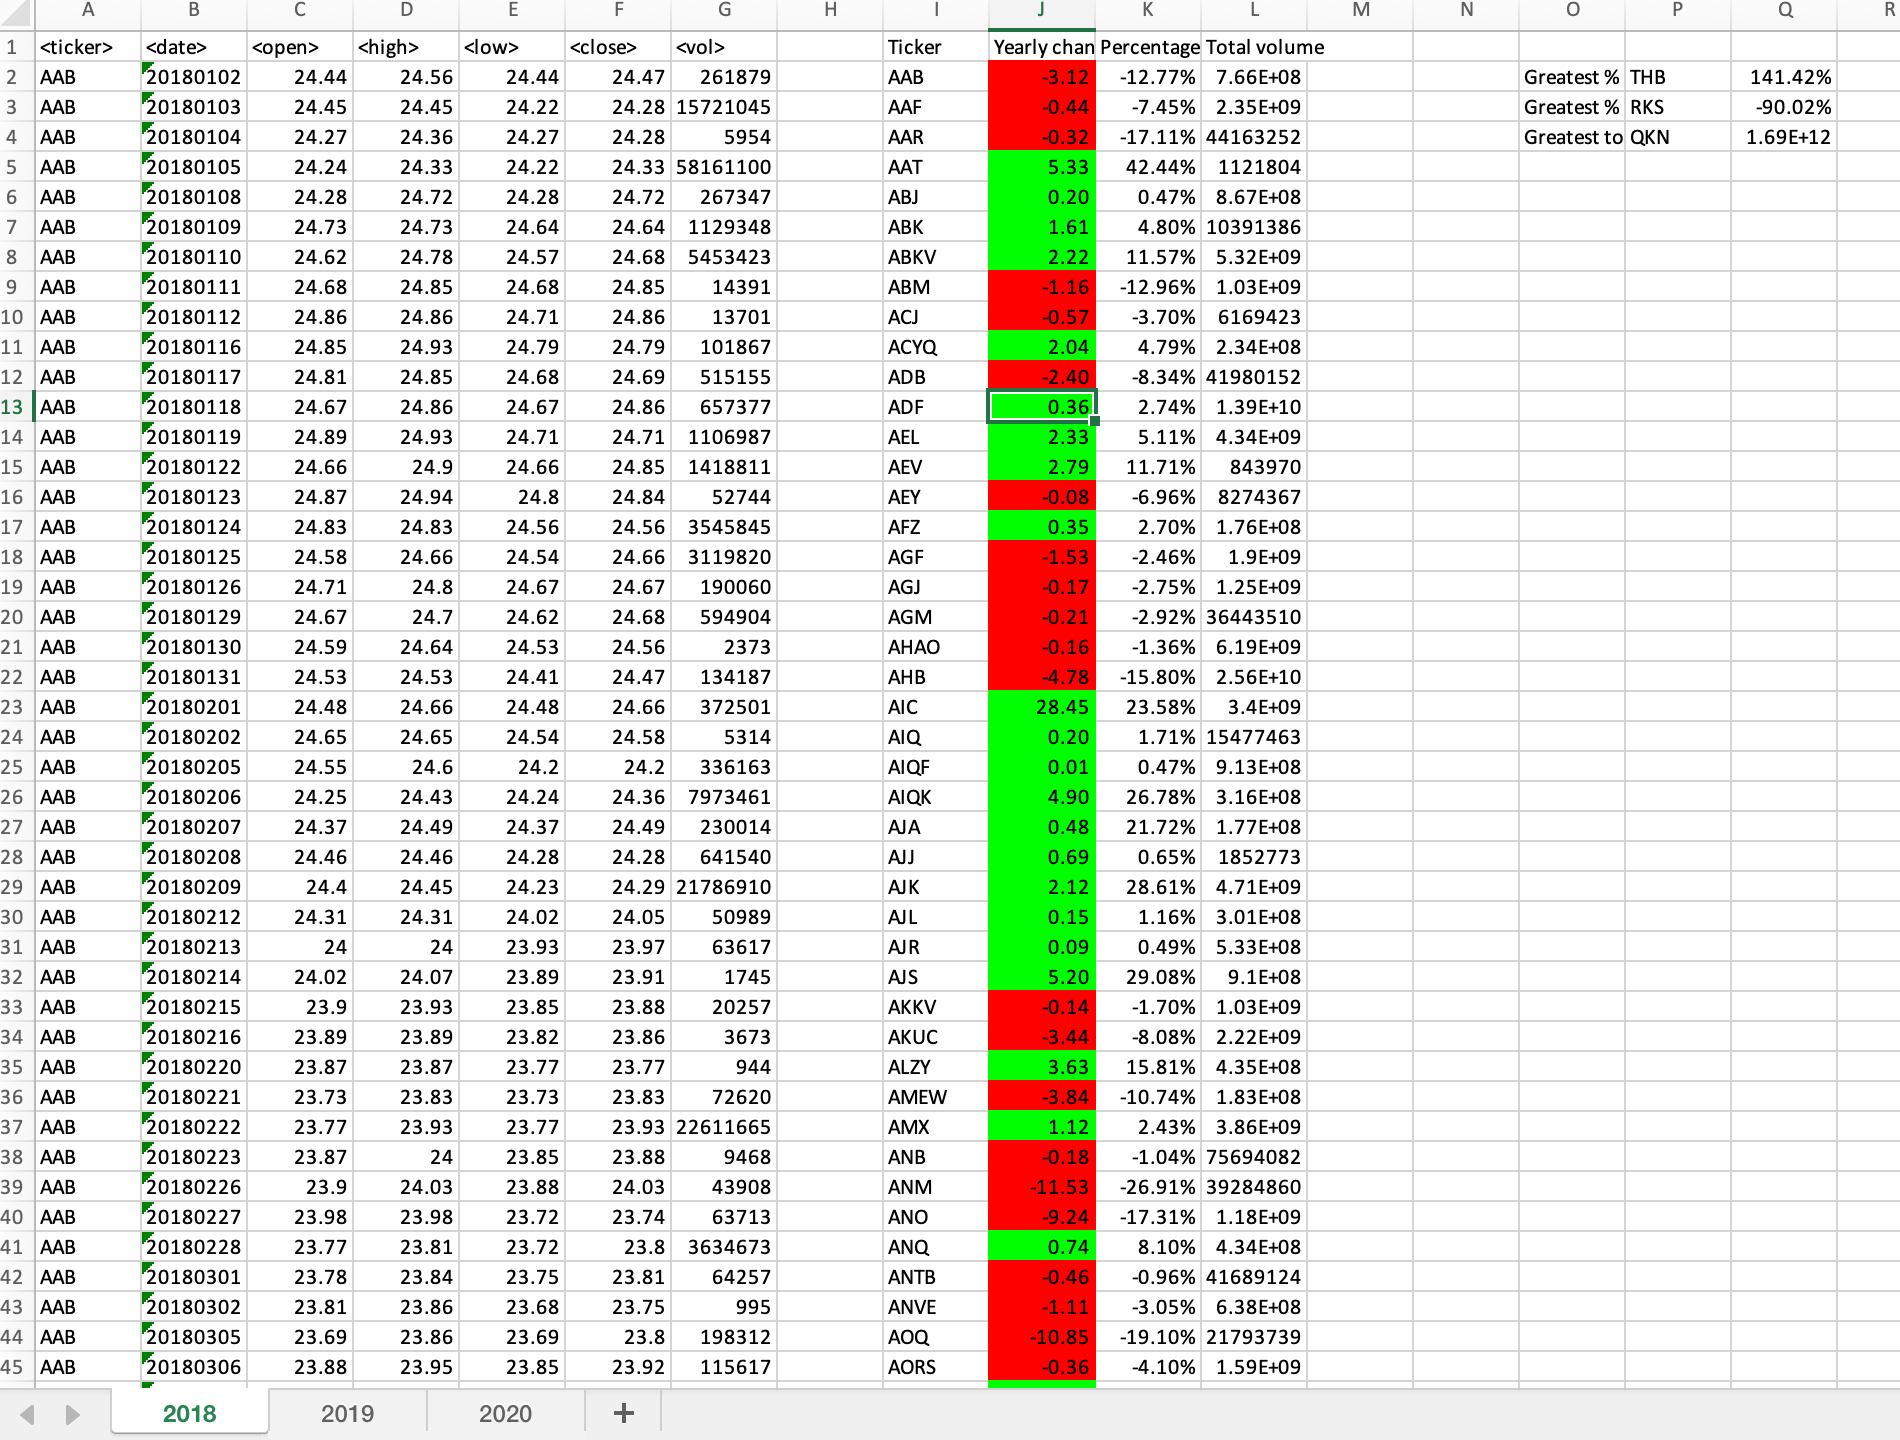 A B C D E F G H I J K L M N O P Q R
1 <ticker> <date> <open> <high> <low> <close> <vol> Ticker Yearly chan Percentage Total volume
2 AAB 20180102 24.44 24.56 24.44 24.47 261879 AAB -3.12 -12.77% 7.66E+08 Greatest % THB 141.42%
3 AAB 20180103 24.45 24.45 24.22 24.28 15721045 AAF -0.44 -7.45% 2.35E+09 Greatest % RKS -90.02%
4 AAB 20180104 24.27 24.36 24.27 24.28 5954 AAR -0.32 -17.11% 44163252 Greatest to QKN 1.69E+12
5 AAB 20180105 24.24 24.33 24.22 24.33 58161100 AAT 5.33 42.44% 1121804
6 AAB 20180108 24.28 24.72 24.28 24.72 267347 ABJ 0.20 0.47% 8.67E+08
7 AAB 20180109 24.73 24.73 24.64 24.64 1129348 ABK 1.61 4.80% 10391386
8 AAB 20180110 24.62 24.78 24.57 24.68 5453423 ABKV 2.22 11.57% 5.32E+09
9 AAB 20180111 24.68 24.85 24.68 24.85 14391 ABM -1.16 -12.96% 1.03E+09
10 AAB 20180112 24.86 24.86 24.71 24.86 13701 ACJ -0.57 -3.70% 6169423
11 AAB 20180116 24.85 24.93 24.79 24.79 101867 ACYQ 2.04 4.79% 2.34E+08
12 AAB 20180117 24.81 24.85 24.68 24.69 515155 ADB -2.40 -8.34% 41980152
13 AAB 20180118 24.67 24.86 24.67 24.86 657377 ADF 0.36 2.74% 1.39E+10
14 AAB 20180119 24.89 24.93 24.71 24.71 1106987 AEL 2.33 5.11% 4.34E+09
15 AAB 20180122 24.66 24.9 24.66 24.85 1418811 AEV 2.79 11.71% 843970
16 AAB 20180123 24.87 24.94 24.8 24.84 52744 AEY -0.08 -6.96% 8274367
17 AAB 20180124 24.83 24.83 24.56 24.56 3545845 AFZ 0.35 2.70% 1.76E+08
18 AAB 20180125 24.58 24.66 24.54 24.66 3119820 AGF -1.53 -2.46% 1.9E+09
19 AAB 20180126 24.71 24.8 24.67 24.67 190060 AGJ -0.17 -2.75% 1.25E+09
20 AAB 20180129 24.67 24.7 24.62 24.68 594904 AGM -0.21 -2.92% 36443510
21 AAB 20180130 24.59 24.64 24.53 24.56 2373 AHAO -0.16 -1.36% 6.19E+09
22 AAB 20180131 24.53 24.53 24.41 24.47 134187 AHB -4.78 -15.80% 2.56E+10
23 AAB 20180201 24.48 24.66 24.48 24.66 372501 AIC 28.45 23.58% 3.4E+09
24 AAB 20180202 24.65 24.65 24.54 24.58 5314 AIQ 0.20 1.71% 15477463
25 AAB 20180205 24.55 24.6 24.2 24.2 336163 AIQF 0.01 0.47% 9.13E+08
26 AAB 20180206 24.25 24.43 24.24 24.36 7973461 AIQK 4.90 26.78% 3.16E+08
27 AAB 20180207 24.37 24.49 24.37 24.49 230014 AJA 0.48 21.72% 1.77E+08
28 AAB 20180208 24.46 24.46 24.28 24.28 641540 AJJ 0.69 0.65% 1852773
29 AAB 20180209 24.4 24.45 24.23 24.29 21786910 AJK 2.12 28.61% 4.71E+09
30 AAB 20180212 24.31 24.31 24.02 24.05 50989 AJL 0.15 1.16% 3.01E+08
31 AAB 20180213 24 24 23.93 23.97 63617 AJR 0.09 0.49% 5.33E+08
32 AAB 20180214 24.02 24.07 23.89 23.91 1745 AJS 5.20 29.08% 9.1E+08
33 AAB 20180215 23.9 23.93 23.85 23.88 20257 AKKV -0.14 -1.70% 1.03E+09
34 AAB 20180216 23.89 23.89 23.82 23.86 3673 AKUC -3.44 -8.08% 2.22E+09
35 AAB 20180220 23.87 23.87 23.77 23.77 944 ALZY 3.63 15.81% 4.35E+08
36 AAB 20180221 23.73 23.83 23.73 23.83 72620 AMEW -3.84 -10.74% 1.83E+08
37 AAB 20180222 23.77 23.93 23.77 23.93 22611665 AMX 1.12 2.43% 3.86E+09
38 AAB 20180223 23.87 24 23.85 23.88 9468 ANB -0.18 -1.04% 75694082
39 AAB 20180226 23.9 24.03 23.88 24.03 43908 ANM -11.53 -26.91% 39284860
40 AAB 20180227 23.98 23.98 23.72 23.74 63713 ANO -9.24 -17.31% 1.18E+09
41 AAB 20180228 23.77 23.81 23.72 23.8 3634673 ANQ 0.74 8.10% 4.34E+08
42 AAB 20180301 23.78 23.84 23.75 23.81 64257 ANTB -0.46 -0.96% 41689124
43 AAB 20180302 23.81 23.86 23.68 23.75 995 ANVE -1.11 -3.05% 6.38E+08
44 AAB 20180305 23.69 23.86 23.69 23.8 198312 AOQ -10.85 -19.10% 21793739
45 AAB 20180306 23.88 23.95 23.85 23.92 115617 AORS -0.36 -4.10% 1.59E+09
2018 2019 2020 +